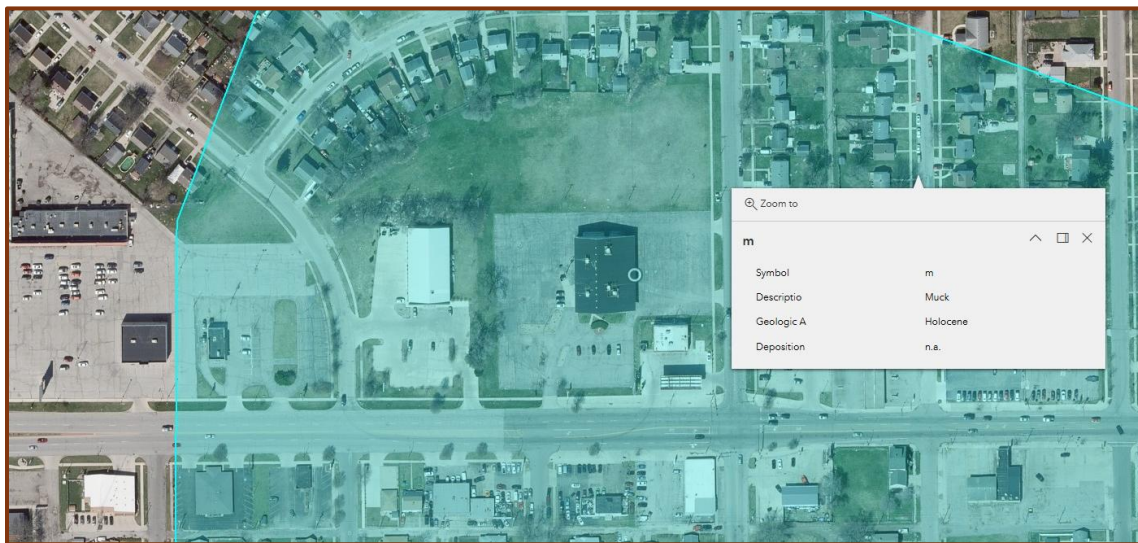 Zoom to
m
Symbol m
Descriptio Muck
Geologic A Holocene
Deposition n.a.